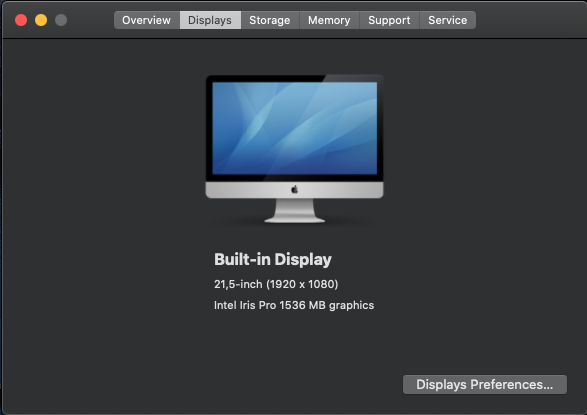 Overview Displays Storage Memory Support Service
Built-in Display
21,5-inch (1920 x 1080)
Intel Iris Pro 1536 MB graphics
Displays Preferences...